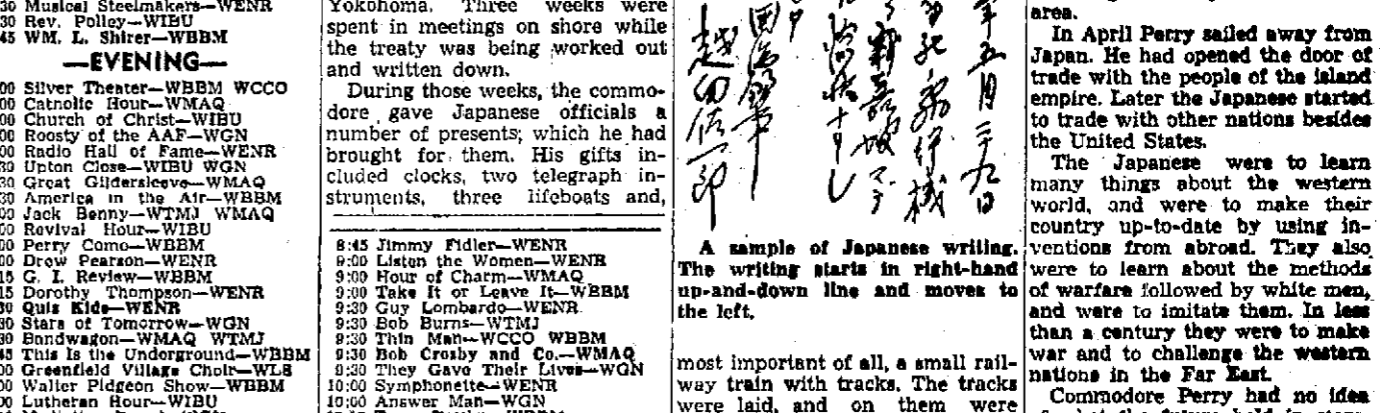 30 Musical Steelmakers—WENR
30 Rev. Polley—WIBU
45 WM. L. Shirer—WBBM
—EVENING—
00 Silver Theater—WBBM WCCO
00 Catholic Hour—WMAQ
00 Church of Christ—WIBU
00 Roosty of the AAF—WGN
00 Radio Hall of Fame—WENR
30 Upton Close—WIBU WGN
30 Great Gildersleeve—WMAQ
30 America in the Air—WBBM
00 Jack Benny—WTMJ WMAQ
00 Revival Hour—WIBU
00 Perry Como—WBBM
00 Drew Pearson—WENR
15 G. I. Review—WBBM
15 Dorothy Thompson—WENR
30 Quiz Kids—WENR
30 Stars of Tomorrow—WGN
30 Bandwagon—WMAQ WTMJ
45 This Is the Underground—WBBM
00 Greenfield Village Choir—WLS
00 Walter Pidgeon Show—WBBM
00 Lutheran Hour—WIBU
Yokohoma. Three weeks were
spent in meetings on shore while
the treaty was being worked out
and written down.
During those weeks, the commo-
dore gave Japanese officials a
number of presents; which he had
brought for them. His gifts in-
cluded clocks, two telegraph in-
struments, three lifeboats and,
8:45 Jimmy Fidler—WENR
9:00 Listen the Women—WENR
9:00 Hour of Charm—WMAQ
9:00 Take It or Leave It—WBBM
9:30 Guy Lombardo—WENR
9:30 Bob Burns—WTMJ
9:30 Thin Man—WCCO WBBM
9:30 Bob Crosby and Co.—WMAQ
9:30 They Gave Their Lives—WGN
10:00 Symphonette—WENR
10:00 Answer Man—WGN
年五月二十九日
A sample of Japanese writing.
The writing starts in right-hand
up-and-down line and moves to
the left.
most important of all, a small rail-
way train with tracks. The tracks
were laid, and on them were
area.
In April Perry sailed away from
Japan. He had opened the door of
trade with the people of the island
empire. Later the Japanese started
to trade with other nations besides
the United States.
The Japanese were to learn
many things about the western
world, and were to make their
country up-to-date by using in-
ventions from abroad. They also
were to learn about the methods
of warfare followed by white men,
and were to imitate them. In less
than a century they were to make
war and to challenge the western
nations in the Far East.
Commodore Perry had no idea